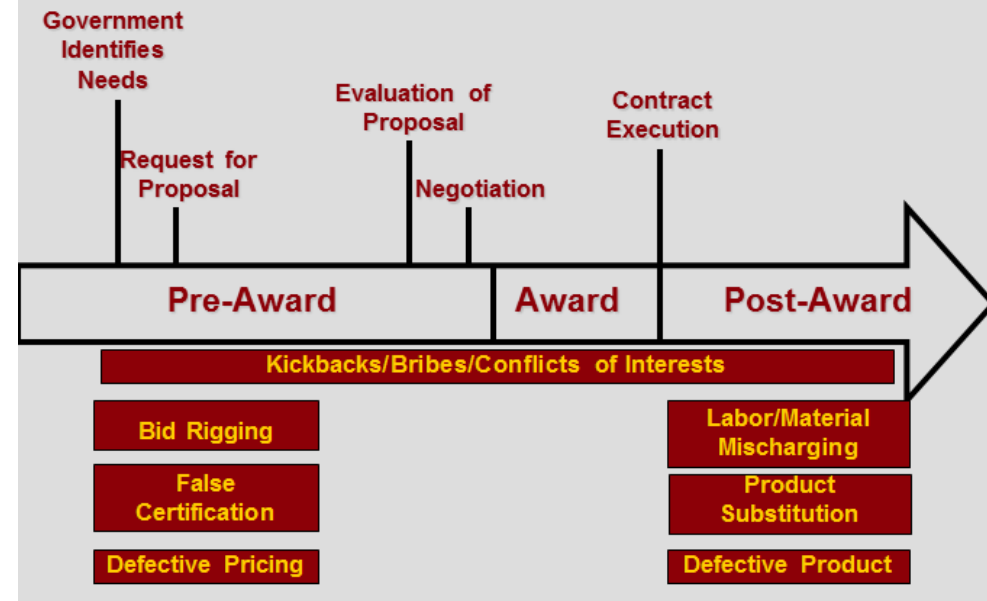 Government
Identifies
Needs
Request for
Proposal
Evaluation of
Proposal
Negotiation
Contract
Execution
Pre-Award
Award
Post-Award
Kickbacks/Bribes/Conflicts of Interests
Bid Rigging
False
Certification
Defective Pricing
Labor/Material
Mischarging
Product
Substitution
Defective Product